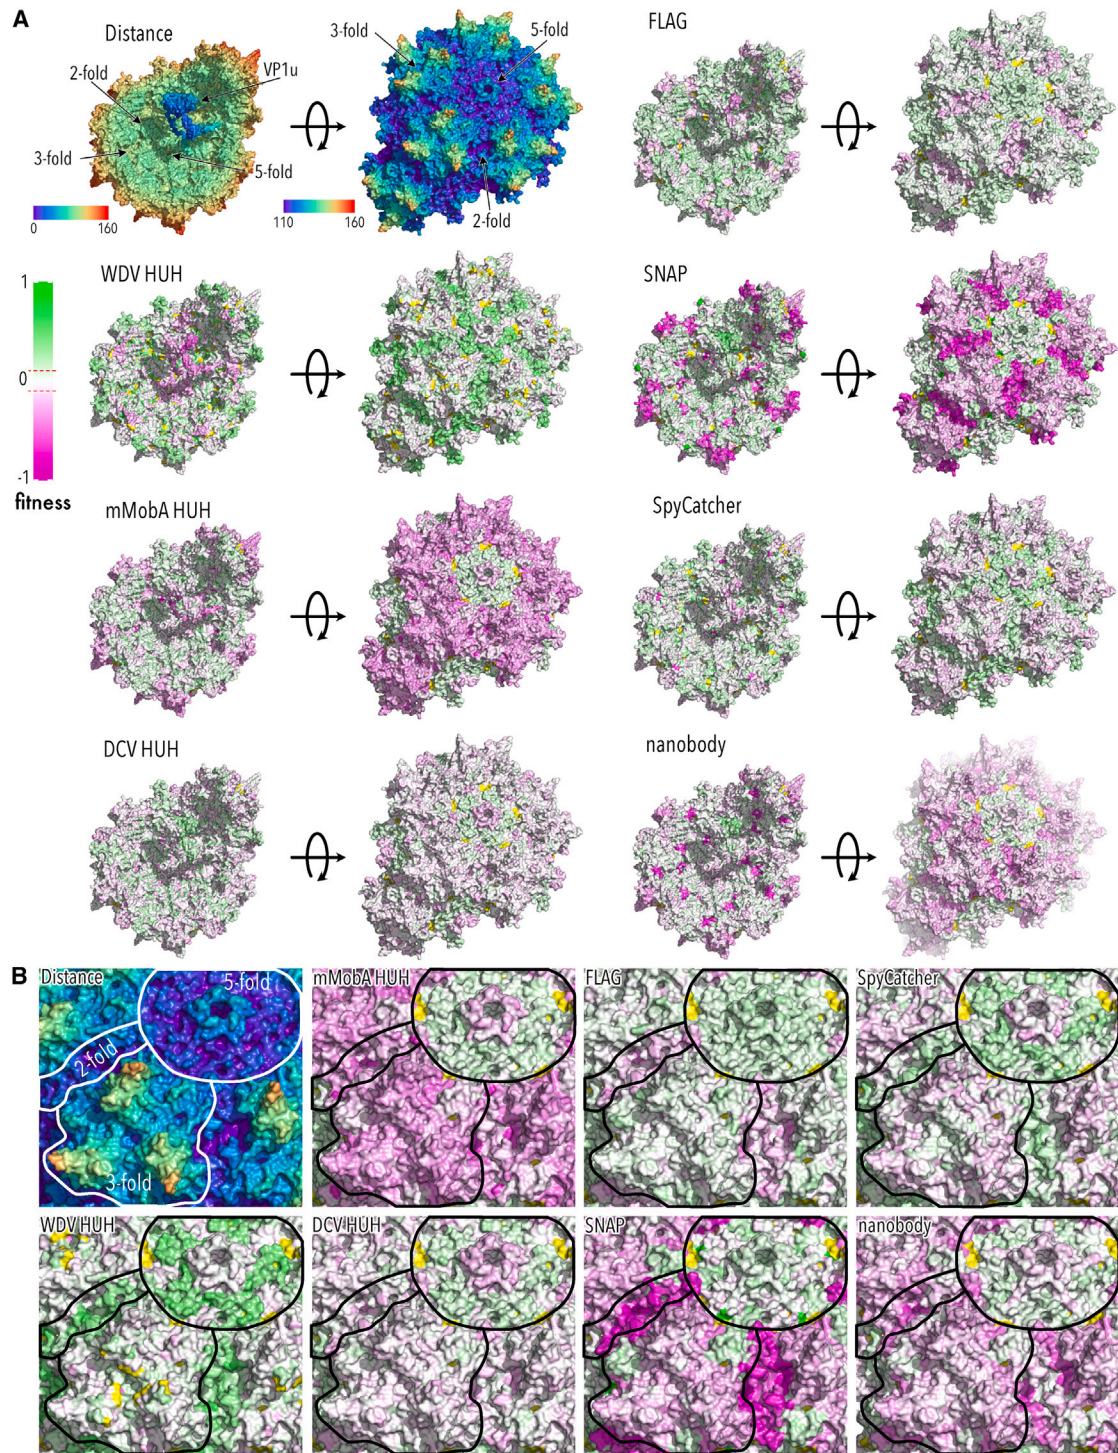 A
Distance
2-fold
VP1u
3-fold
5-fold
0
160
3-fold
5-fold
2-fold
110
160
FLAG
1
0
-1
fitness
WDV HUH
SNAP
mMobA HUH
SpyCatcher
DCV HUH
nanobody
B
Distance
5-fold
2-fold
3-fold
mMobA HUH
FLAG
SpyCatcher
WDV HUH
DCV HUH
SNAP
nanobody